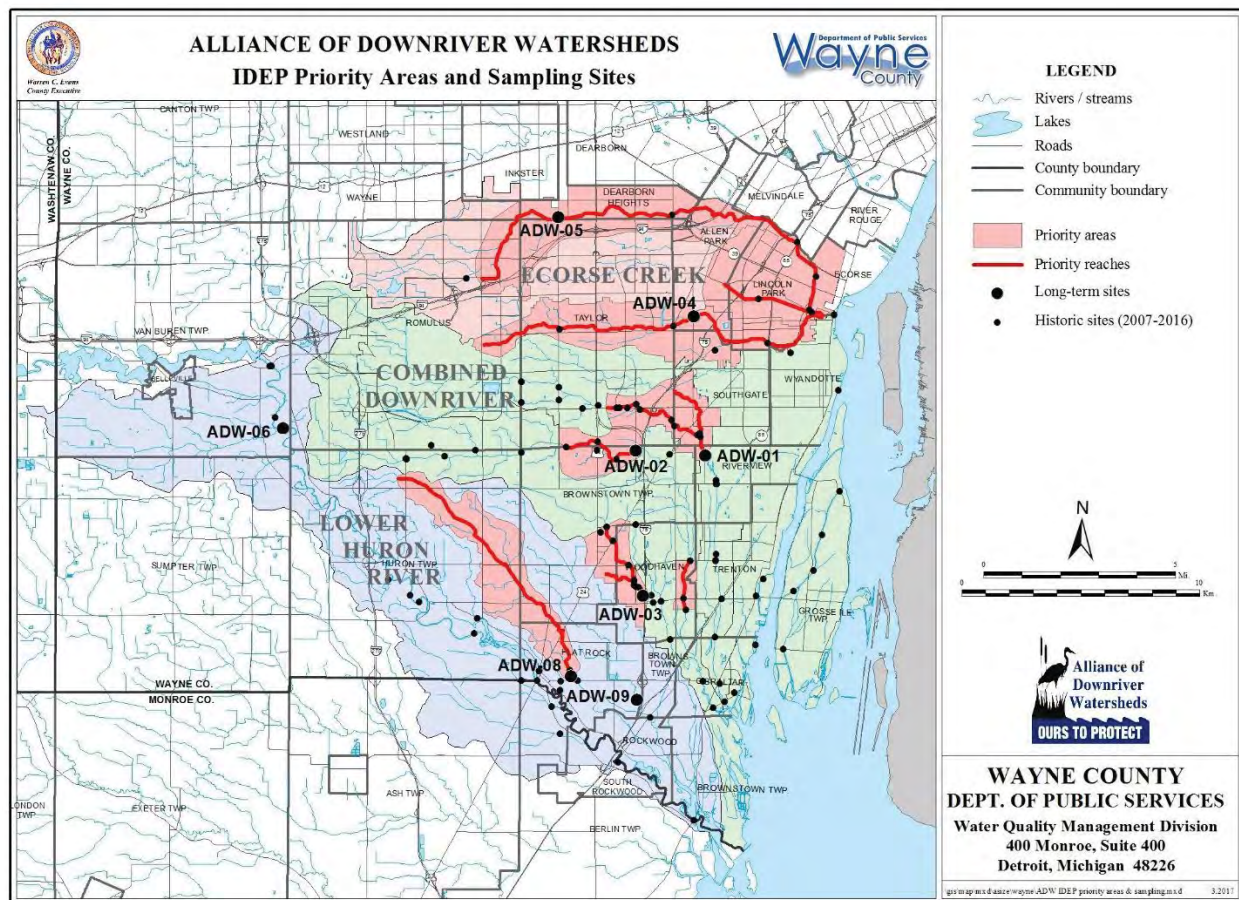 Warren C. Evans
County Executive
ALLIANCE OF DOWNRIVER WATERSHEDS
IDEP Priority Areas and Sampling Sites
Department of Public Services
Wayne
County
CANTON TWP
WESTLAND
DEARBORN
INKSTER
WASHTENAW CO.
WAYNE CO.
WAYNE
DEARBORN
HEIGHTS
MELVINDALE
RIVER
ROUGE
ALLEN
PARK
ADW-05
ECORSE CREEK
ECORSE
LINCOLN
PARK
ADW-04
TAYLOR
ROMULUS
VAN BUREN TWP
BELLEVILLE
COMBINED
DOWNRIVER
WYANDOTTE
SOUTHGATE
ADW-06
ADW-02
ADW-01
RIVERVIEW
BROWNSTOWN TWP
LOWER
HURON
RIVER
HURON TWP
SUMPTER TWP
WOODHAVEN
TRENTON
ADW-03
GROSSE ILE
TWP
FLAT ROCK
BROWNS
TOWN
TWP
ADW-08
GIBRALTAR
ADW-09
WAYNE CO.
MONROE CO.
ROCKWOOD
SOUTH
ROCKWOOD
BROWNSTOWN TWP
LONDON
TWP
EXETER TWP
ASH TWP
BERLIN TWP
LEGEND
Rivers / streams
Lakes
Roads
County boundary
Community boundary
Priority areas
Priority reaches
Long-term sites
Historic sites (2007-2016)
N
0 5
Mi.
0 10
Km.
Alliance of
Downriver
Watersheds
OURS TO PROTECT
WAYNE COUNTY
DEPT. OF PUBLIC SERVICES
Water Quality Management Division
400 Monroe, Suite 400
Detroit, Michigan 48226
3.2017